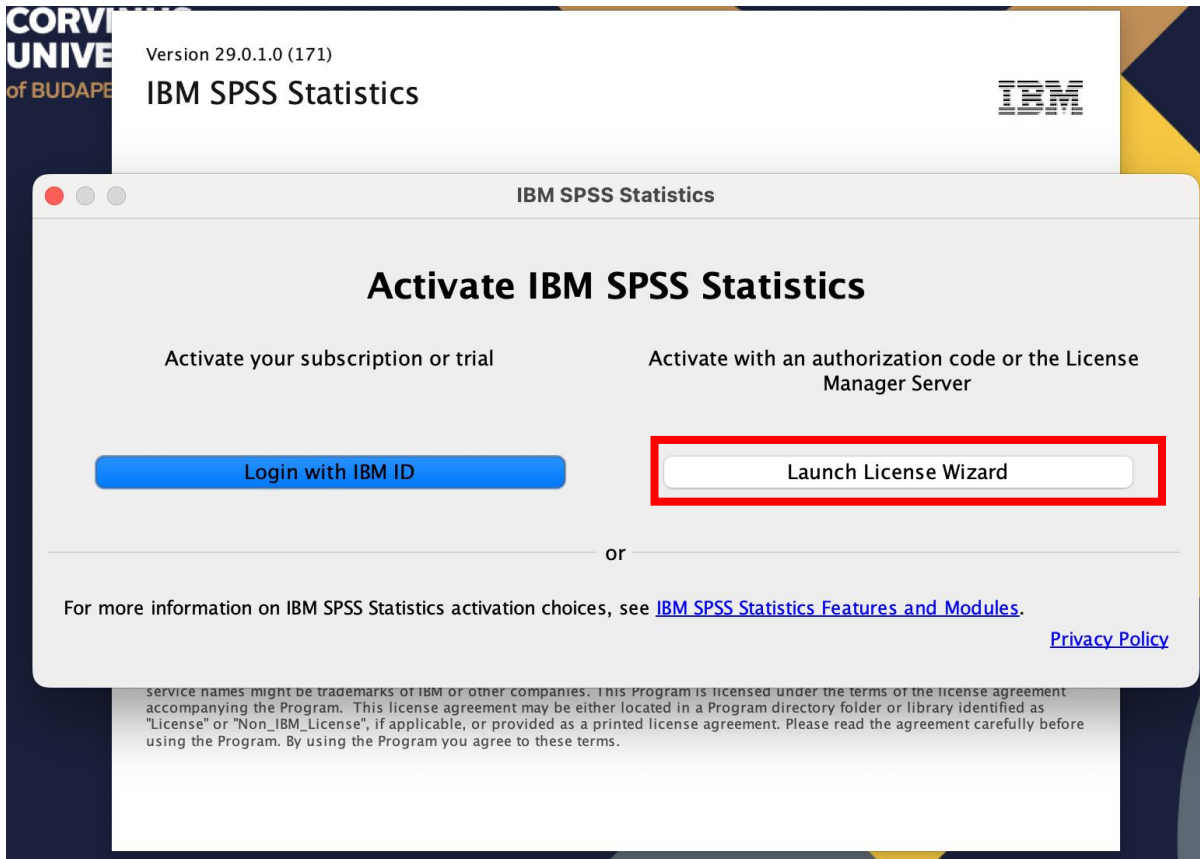 CORVI
UNIVE
of BUDAPE
Version 29.0.1.0 (171)
IBM SPSS Statistics
IBM
IBM SPSS Statistics
Activate IBM SPSS Statistics
Activate your subscription or trial
Activate with an authorization code or the License
Manager Server
Login with IBM ID
Launch License Wizard
or
For more information on IBM SPSS Statistics activation choices, see IBM SPSS Statistics Features and Modules.
Privacy Policy
service names might be trademarks of IBM or other companies. This Program is licensed under the terms of the license agreement
accompanying the Program. This license agreement may be either located in a Program directory folder or library identified as
"License" or "Non_IBM_License", if applicable, or provided as a printed license agreement. Please read the agreement carefully before
using the Program. By using the Program you agree to these terms.